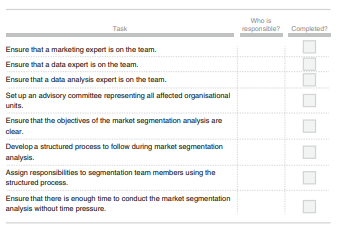 Task
Who is
responsible?
Completed?
Ensure that a marketing expert is on the team.
Ensure that a data expert is on the team.
Ensure that a data analysis expert is on the team.
Set up an advisory committee representing all affected organisational
units.
Ensure that the objectives of the market segmentation analysis are
clear.
Develop a structured process to follow during market segmentation
analysis.
Assign responsibilities to segmentation team members using the
structured process.
Ensure that there is enough time to conduct the market segmentation
analysis without time pressure.